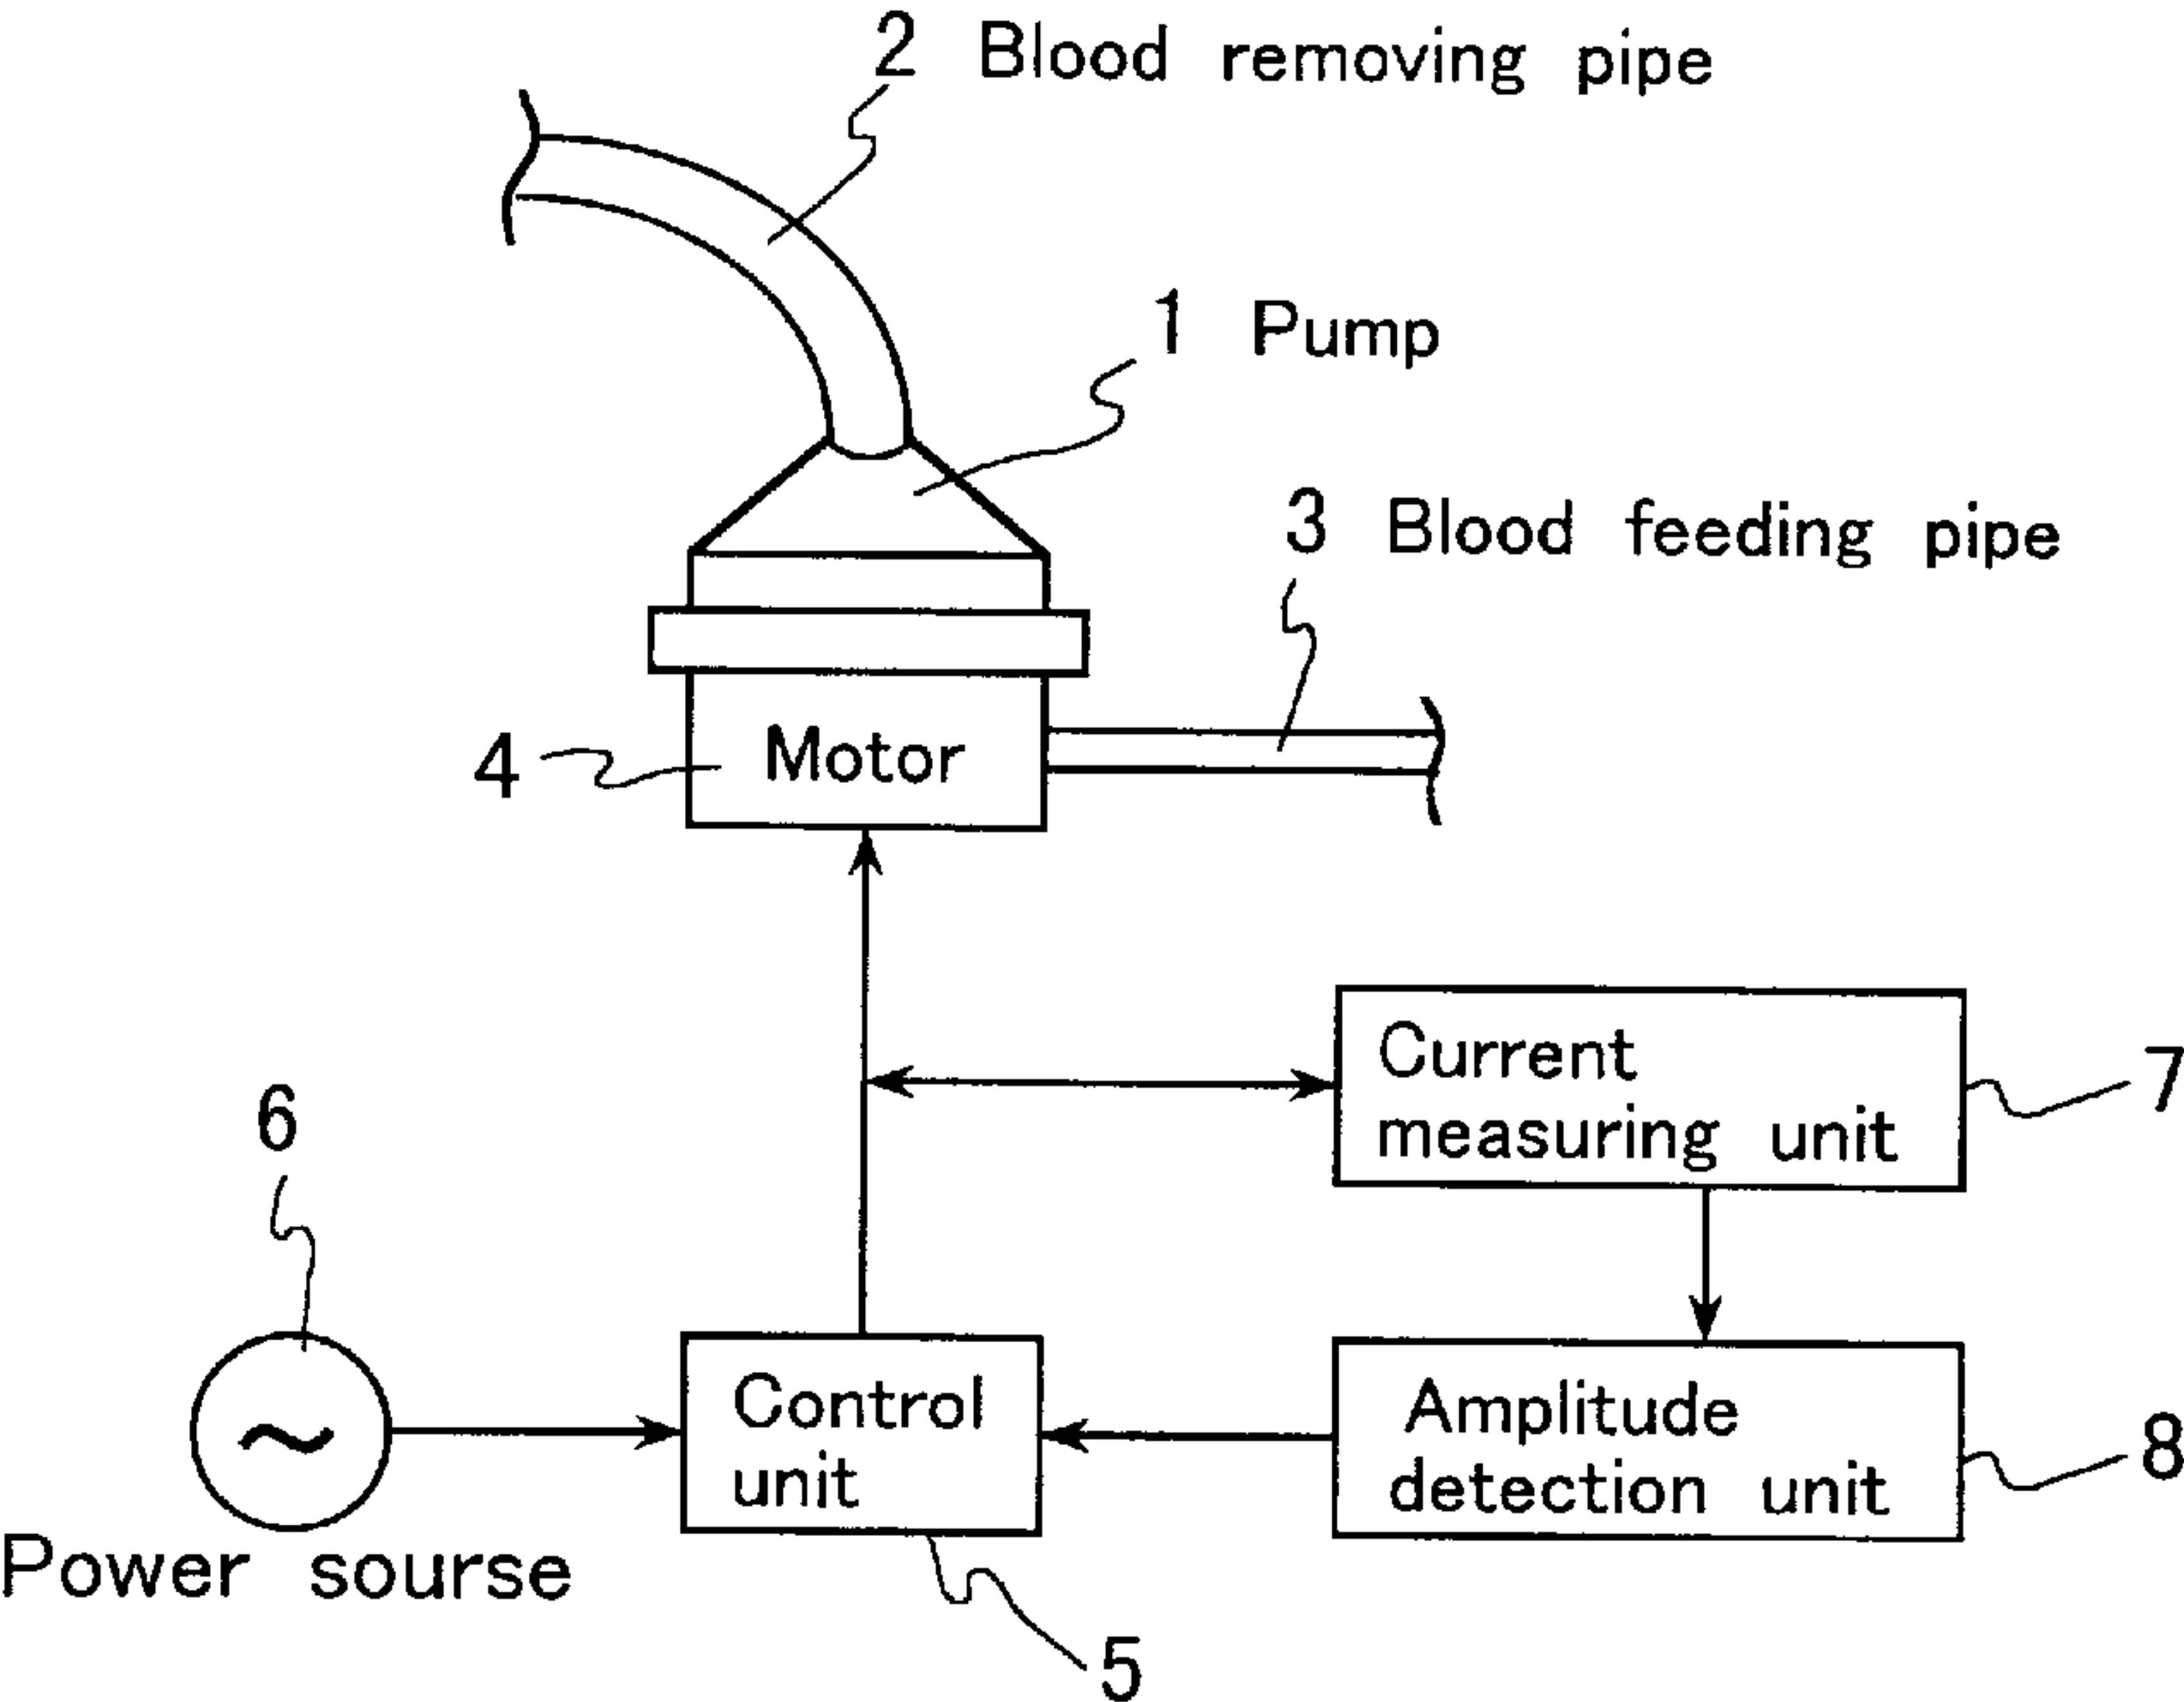 2 Blood removing pipe
1 Pump
3 Blood feeding pipe
4
Motor
Current
measuring unit
7
6
Control
unit
Amplitude
detection unit
8
Power sourse
5